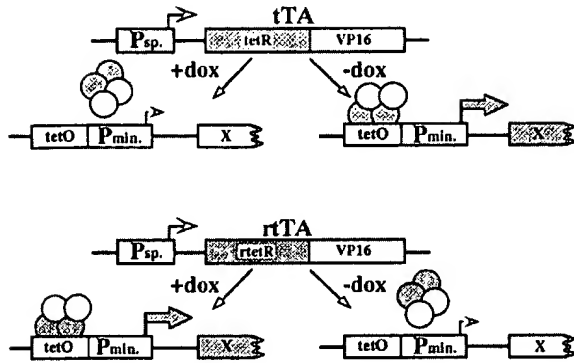 tTA
Psp. tetR VP16
+dox -dox
tetO Pmin. X tetO Pmin. X
rtTA
Psp. rtetR VP16
+dox -dox
tetO Pmin. X tetO Pmin. X